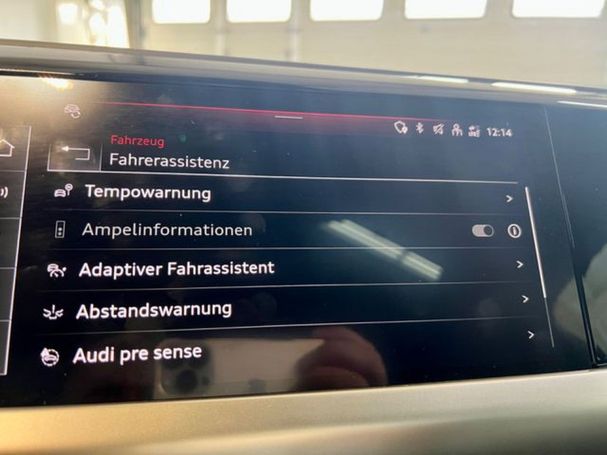 12:14
Fahrzeug
Fahrerassistenz
Tempowarnung
Ampelinformationen
Adaptiver Fahrassistent
Abstandswarnung
Audi pre sense